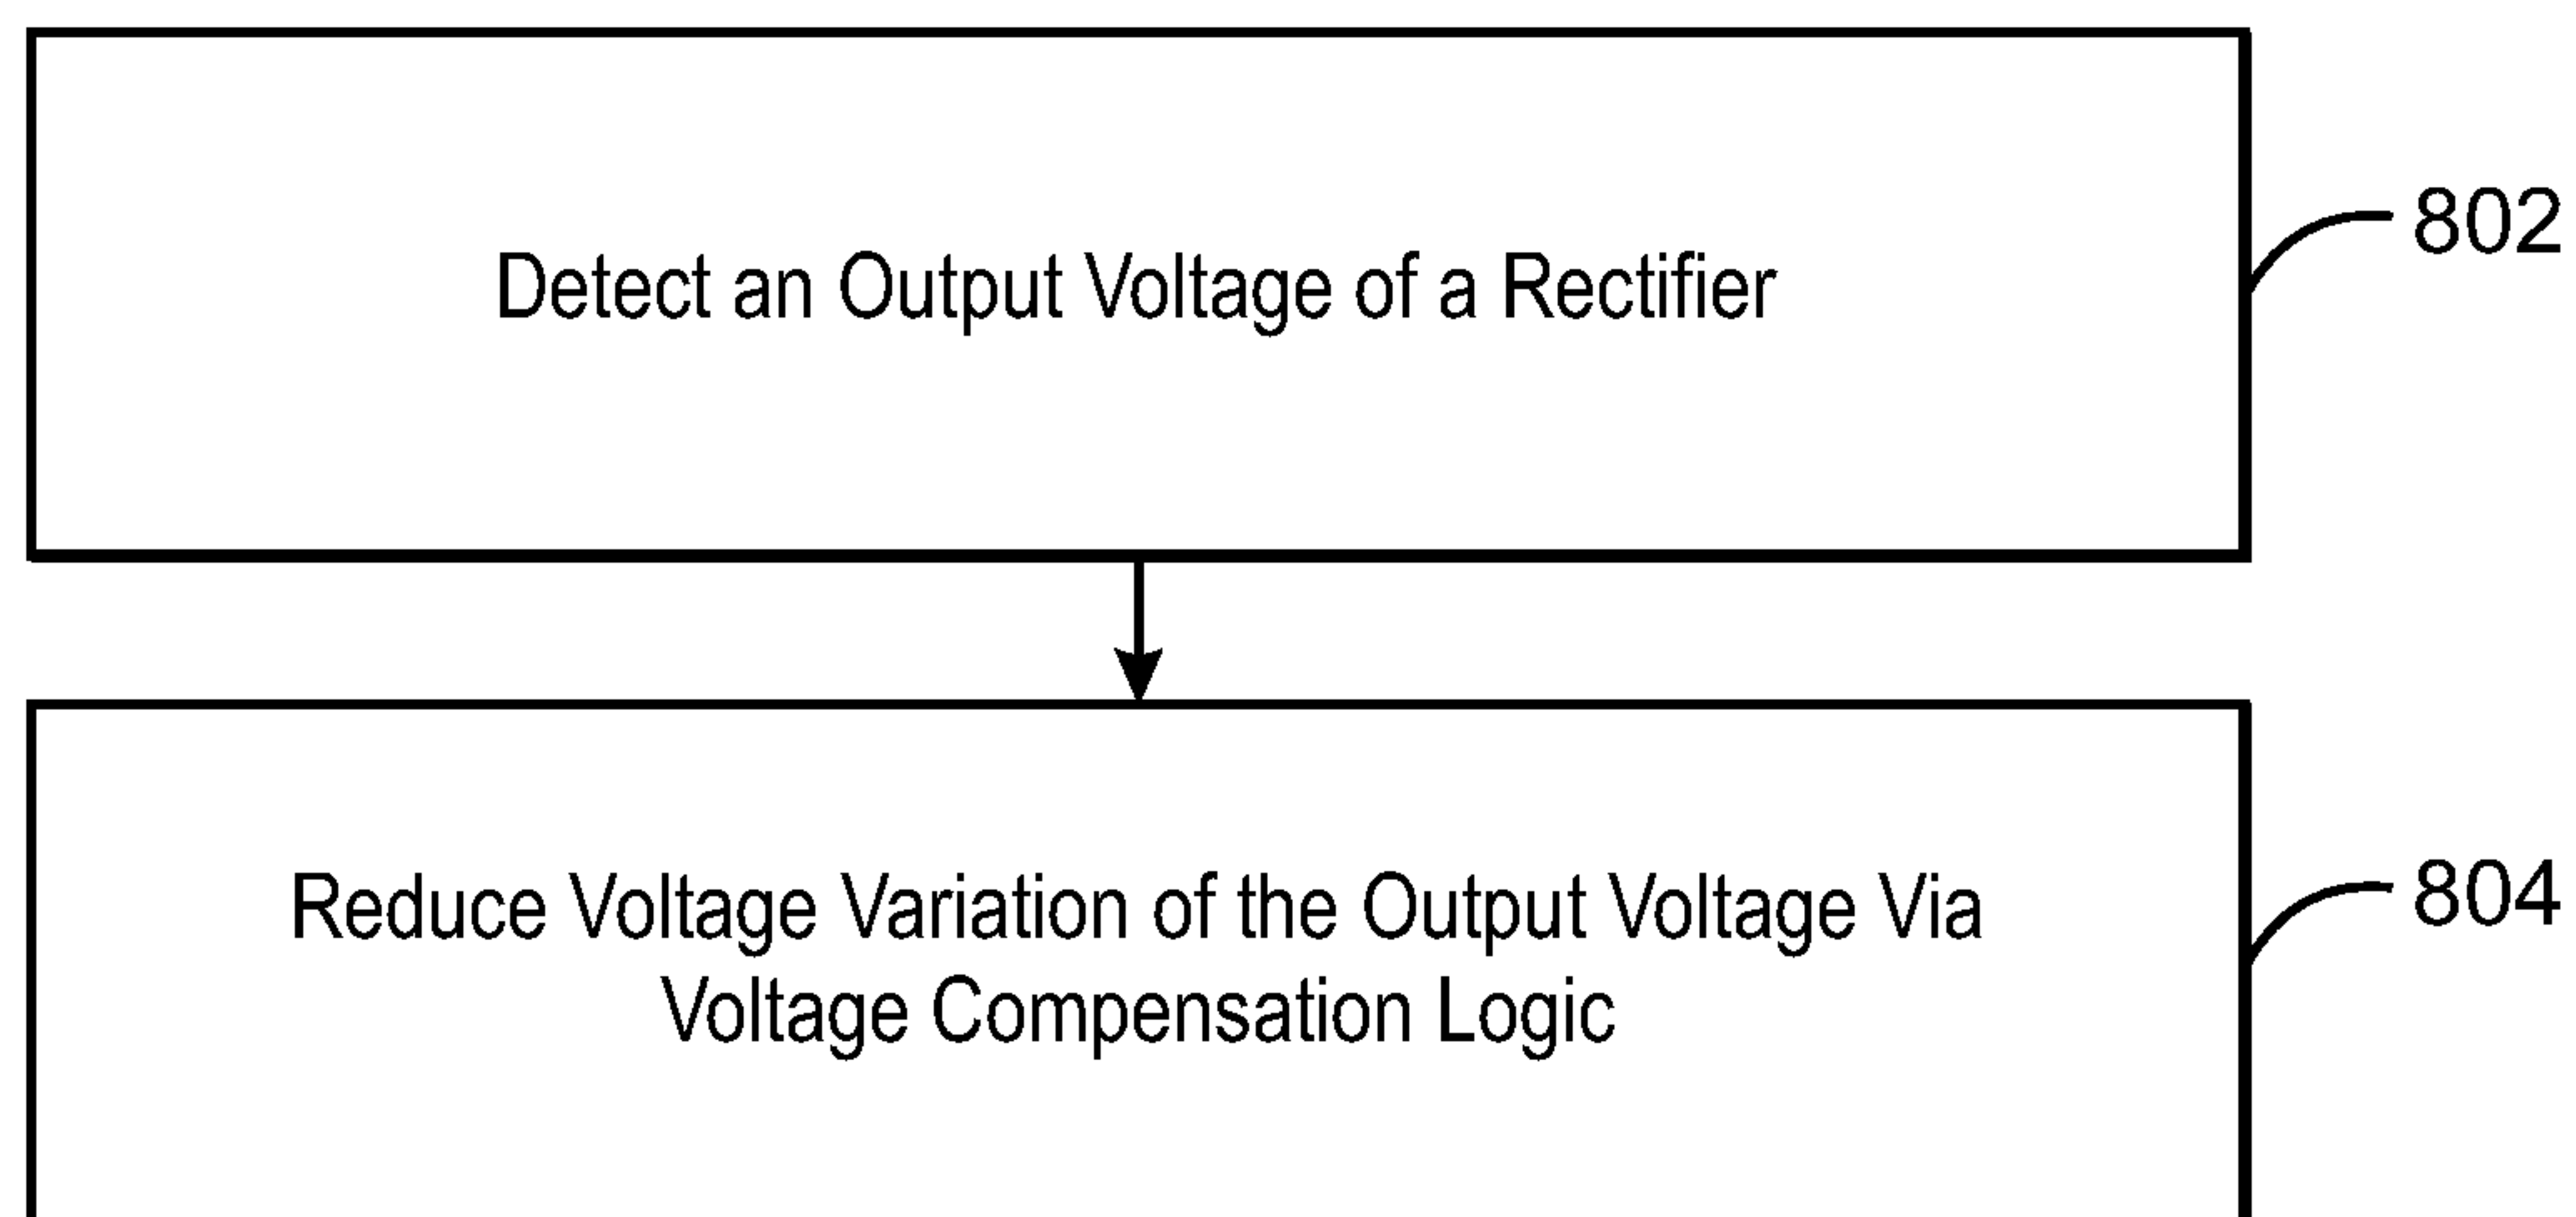 Detect an Output Voltage of a Rectifier
802
Reduce Voltage Variation of the Output Voltage Via
Voltage Compensation Logic
804